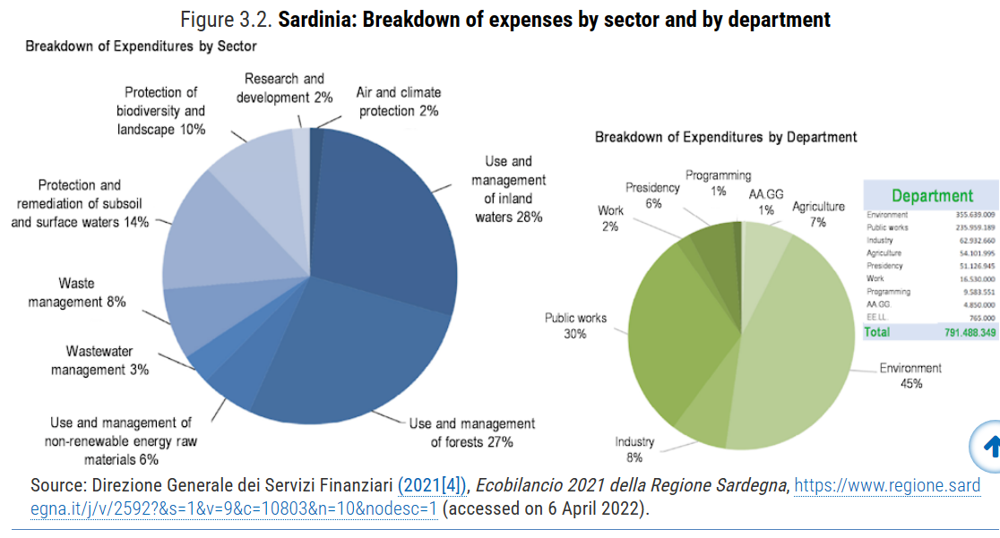 Figure 3.2. Sardinia: Breakdown of expenses by sector and by department
Breakdown of Expenditures by Sector
Research and
development 2%
Air and climate
protection 2%
Protection of
biodiversity and
landscape 10%
Use and
management
of inland
waters 28%
Protection and
remediation of subsoil
and surface waters 14%
Waste
management 8%
Wastewater
management 3%
Use and management of
non-renewable energy raw
materials 6%
Use and management
of forests 27%
Breakdown of Expenditures by Department
Programming
1%
Presidency
6%
AA.GG
1%
Agriculture
7%
Work
2%
Public works
30%
Environment
45%
Industry
8%
Department
Environment 355.639.009
Public works 235.959.189
Industry 62.932.660
Agriculture 54.101.995
Presidency 51.126.945
Work 16.530.000
Programming 9.583.551
AA.GG. 4.850.000
EE.LL. 765.000
Total 791.488.349
Source: Direzione Generale dei Servizi Finanziari (2021[4]), Ecobilancio 2021 della Regione Sardegna, https://www.regione.sard
egna.it/j/v/2592?&s=1&v=9&c=10803&n=10&nodesc=1 (accessed on 6 April 2022).